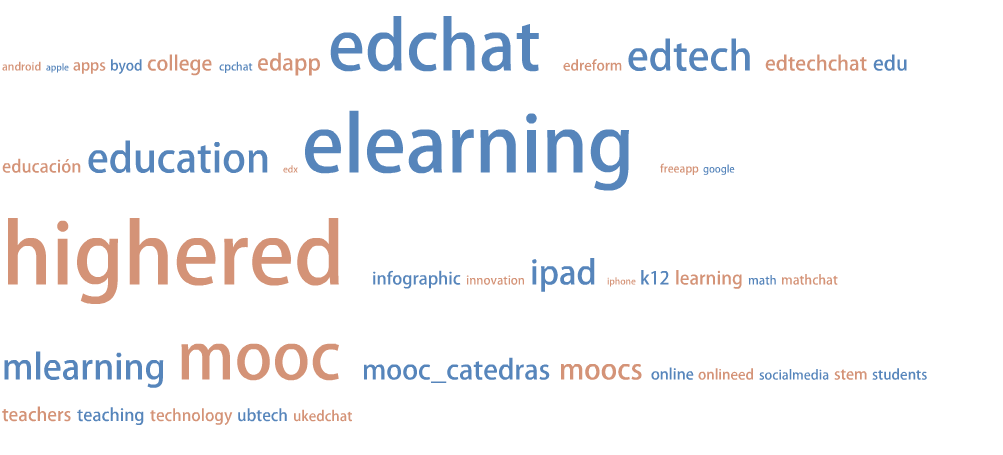 android apple apps byod college cpchat edapp edchat edreform edtech edtechchat edu
educación education edx elearning freeapp google
highered infographic innovation ipad iphone k12 learning math mathchat
mlearning mooc mooc_catedras moocs online onlineed socialmedia stem students
teachers teaching technology ubtech ukedchat